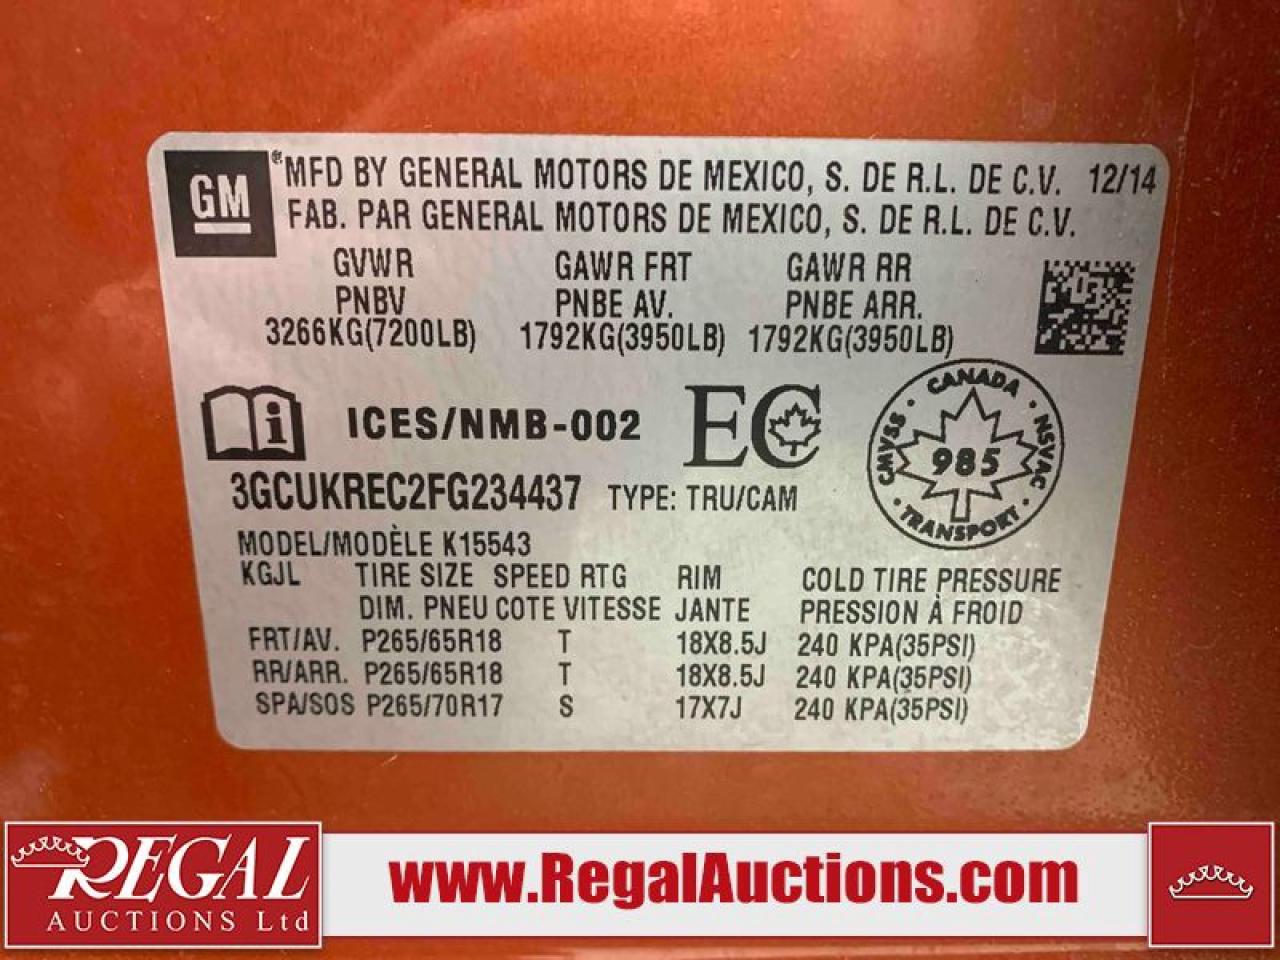 GM ® MFD BY GENERAL MOTORS DE MEXICO, S. DE R.L. DE C.V. 12/14
FAB. PAR GENERAL MOTORS DE MEXICO, S. DE R.L. DE C.V.
GVWR GAWR FRT GAWR RR
PNBV PNBE AV. PNBE ARR.
3266KG(7200LB) 1792KG(3950LB) 1792KG(3950LB)
i ICES/NMB-002 EC
CANADA
CMVSS 985 NSVAC
TRANSPORT
3GCUKREC2FG234437 TYPE: TRU/CAM
MODEL/MODÈLE K15543
KGJL TIRE SIZE SPEED RTG RIM COLD TIRE PRESSURE
DIM. PNEU COTE VITESSE JANTE PRESSION À FROID
FRT/AV. P265/65R18 T 18X8.5J 240 KPA(35PSI)
RR/ARR. P265/65R18 T 18X8.5J 240 KPA(35PSI)
SPA/SOS P265/70R17 S 17X7J 240 KPA(35PSI)
REGAL
AUCTIONS Ltd
www.RegalAuctions.com